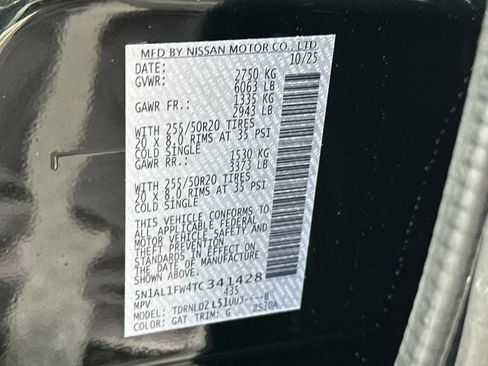 MFD BY NISSAN MOTOR CO., LTD.
DATE: 10/25
GVWR: 2750 KG
6063 LB
GAWR FR.: 1335 KG
2943 LB
WITH 255/50R20 TIRES
20 X 8.0 RIMS AT 35 PSI
COLD SINGLE
GAWR RR.: 1530 KG
3373 LB
WITH 255/50R20 TIRES
20 X 8.0 RIMS AT 35 PSI
COLD SINGLE
THIS VEHICLE CONFORMS TO
ALL APPLICABLE U.S. FEDERAL
MOTOR VEHICLE SAFETY
STANDARDS IN EFFECT ON
THE DATE OF MANUFACTURE
SHOWN ABOVE.
5N1AL1FW4TC341428
MPV 435
MODEL: TDRNLD2 L51UUJ----B
COLOR: GAT TRIM: G ZS30A